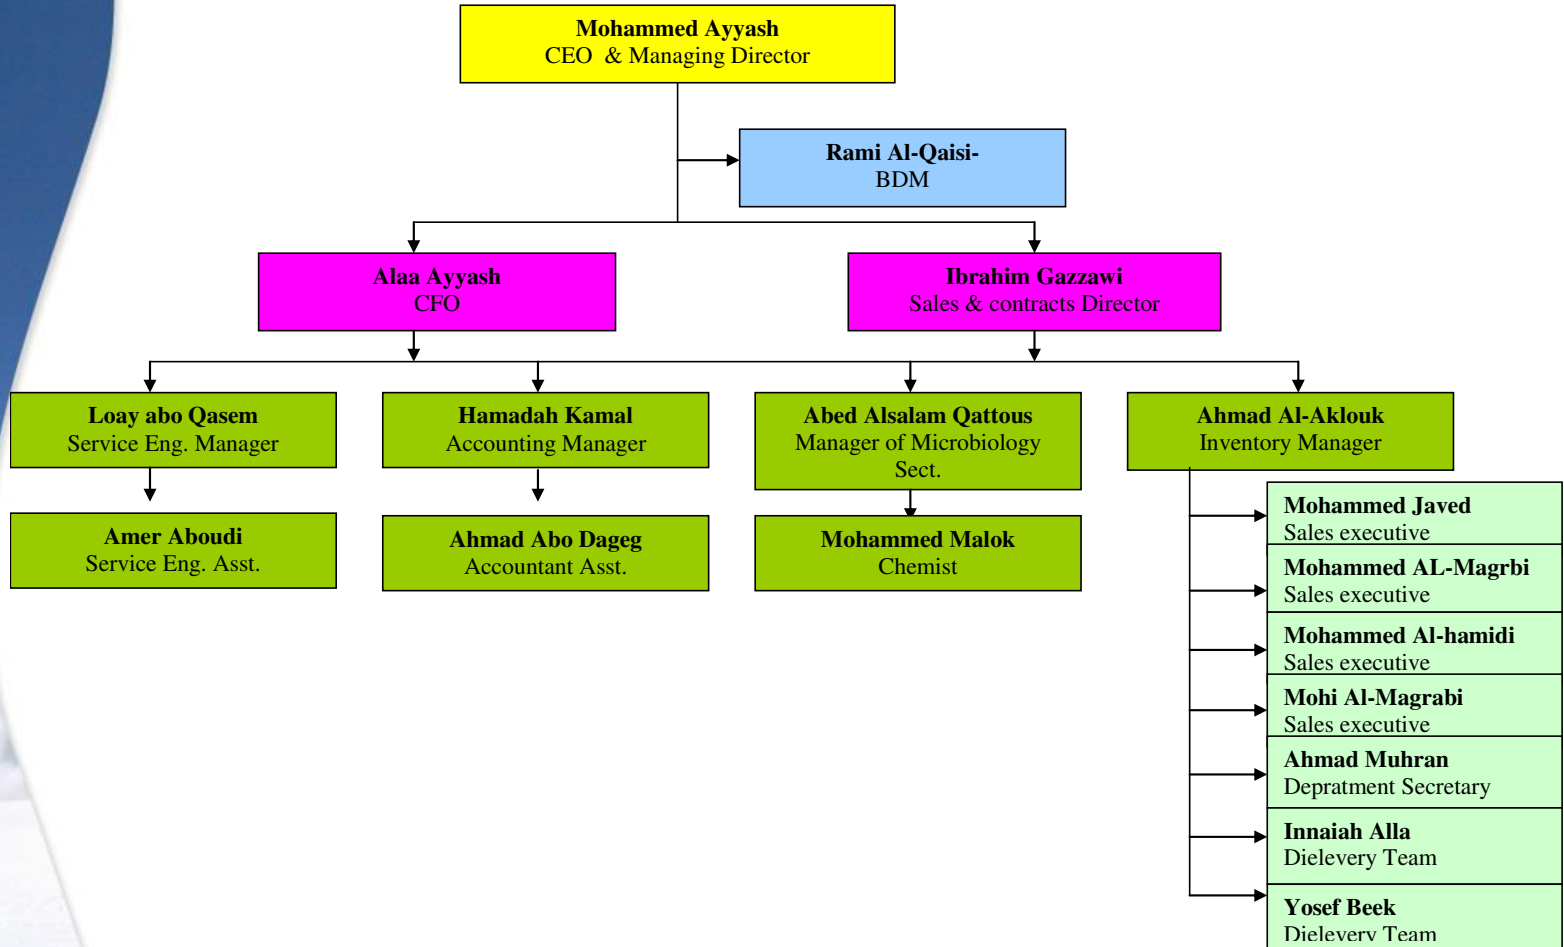 Mohammed Ayyash
CEO & Managing Director
Rami Al-Qaisi-
BDM
Alaa Ayyash
CFO
Ibrahim Gazzawi
Sales & contracts Director
Loay abo Qasem
Service Eng. Manager
Hamadah Kamal
Accounting Manager
Abed Alsalam Qattous
Manager of Microbiology
Sect.
Ahmad Al-Aklouk
Inventory Manager
Amer Aboudi
Service Eng. Asst.
Ahmad Abo Dageg
Accountant Asst.
Mohammed Malok
Chemist
Mohammed Javed
Sales executive
Mohammed AL-Magrbi
Sales executive
Mohammed Al-hamidi
Sales executive
Mohi Al-Magrabi
Sales executive
Ahmad Muhran
Depratment Secretary
Innaiah Alla
Dielevery Team
Yosef Beek
Dielevery Team